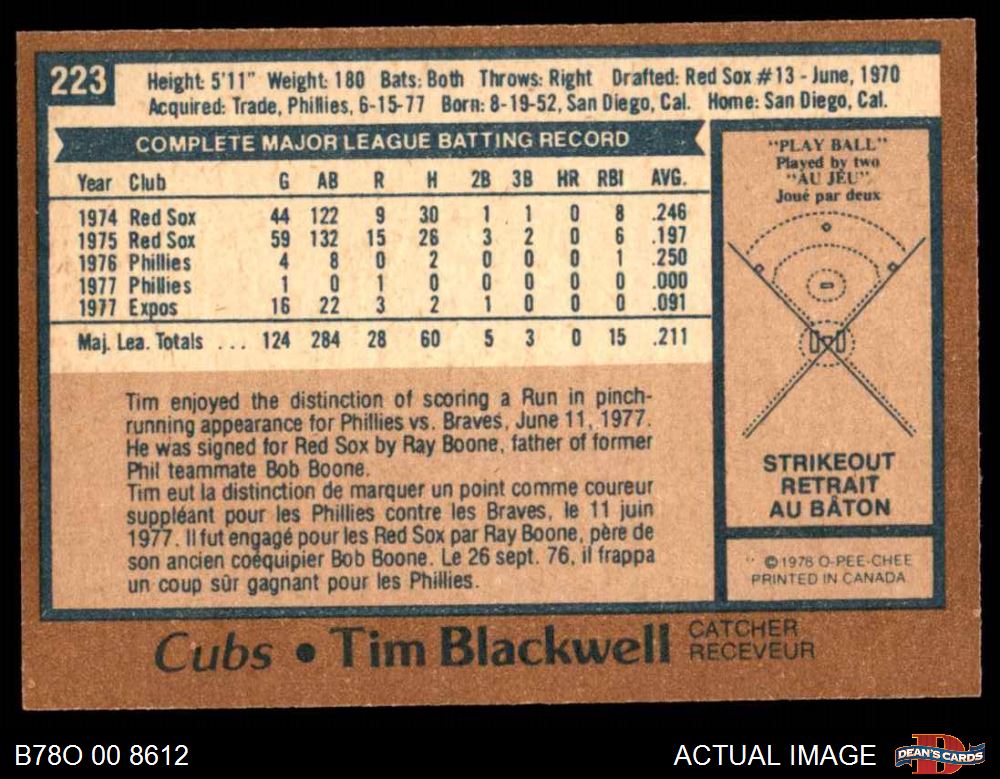 223
Height: 5'11" Weight: 180 Bats: Both Throws: Right Drafted: Red Sox #13 - June, 1970
Acquired: Trade, Phillies, 6-15-77 Born: 8-19-52, San Diego, Cal. Home: San Diego, Cal.
COMPLETE MAJOR LEAGUE BATTING RECORD
Year Club G AB R H 2B 3B HR RBI AVG.
1974 Red Sox 44 122 9 30 1 1 0 8 .246
1975 Red Sox 59 132 15 26 3 2 0 6 .197
1976 Phillies 4 8 0 2 0 0 0 1 .250
1977 Phillies 1 0 1 0 0 0 0 0 .000
1977 Expos 16 22 3 2 1 0 0 0 .091
Maj. Lea. Totals ... 124 284 28 60 5 3 0 15 .211
Tim enjoyed the distinction of scoring a Run in pinch-
running appearance for Phillies vs. Braves, June 11, 1977.
He was signed for Red Sox by Ray Boone, father of former
Phil teammate Bob Boone.
Tim eut la distinction de marquer un point comme coureur
suppléant pour les Phillies contre les Braves, le 11 juin
1977. Il fut engagé pour les Red Sox par Ray Boone, père de
son ancien coéquipier Bob Boone. Le 26 sept. 76, il frappa
un coup sûr gagnant pour les Phillies.
"PLAY BALL"
Played by two
"AU JEU"
Joué par deux
STRIKEOUT
RETRAIT
AU BÂTON
©1978 O-PEE-CHEE
PRINTED IN CANADA
Cubs • Tim Blackwell CATCHER
RECEVEUR
B78O 00 8612
ACTUAL IMAGE
DEAN'S CARDS